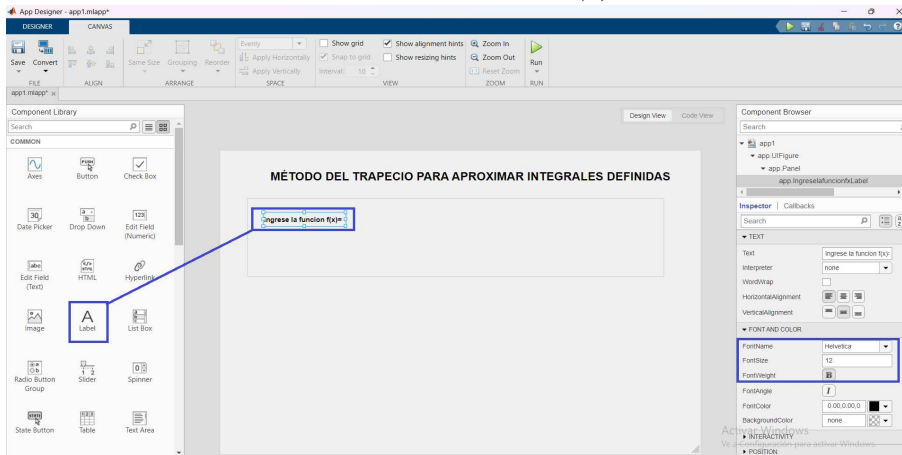 App Designer - app1.mlapp*
DESIGNER CANVAS
Save Convert Same Size Grouping Reorder
Evenly
Apply Horizontally
Apply Vertically
Show grid
Snap to grid
Interval: 10
Show alignment hints
Show resizing hints
Zoom In
Zoom Out
Reset Zoom
Run
FILE ALIGN ARRANGE SPACE VIEW ZOOM RUN
app1.mlapp*
Component Library
Search
COMMON
Axes Button Check Box
Date Picker Drop Down Edit Field (Numeric)
Edit Field (Text) HTML Hyperlink
Image Label List Box
Radio Button Group Slider Spinner
State Button Table Text Area
Design View Code View
MÉTODO DEL TRAPECIO PARA APROXIMAR INTEGRALES DEFINIDAS
Ingrese la funcion f(x)=
Component Browser
Search
app1
app.UIFigure
app.Panel
app.IngreselafuncionfxLabel
Inspector | Callbacks
Search
TEXT
Text Ingrese la funcion f(x)=
Interpreter none
WordWrap
HorizontalAlignment
VerticalAlignment
FONT AND COLOR
FontName Helvetica
FontSize 12
FontWeight B
FontAngle I
FontColor 0.00,0.00,0
BackgroundColor none
Activar Windows
INTERACTIVITY
Ve a Configuración para activar Windows.
POSITION